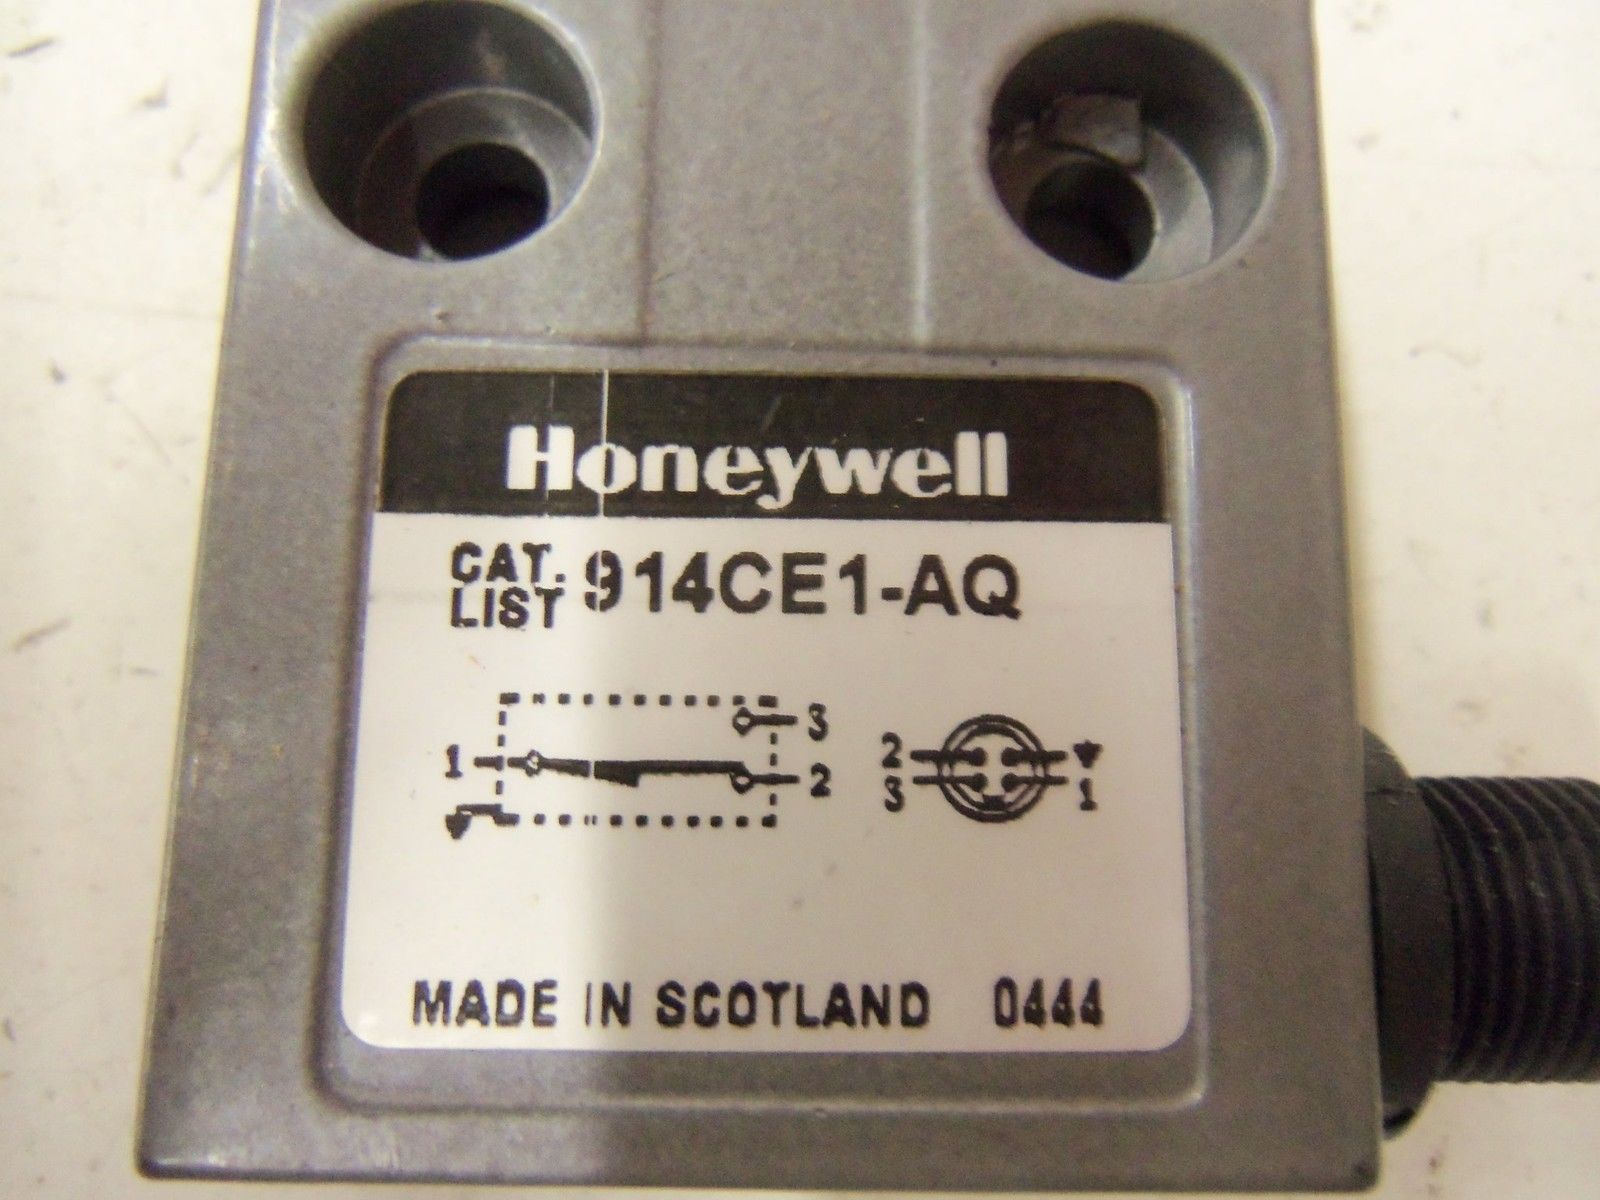 Honeywell
CAT. LIST 914CE1-AQ
3
1
2
2
3
1
MADE IN SCOTLAND 0444